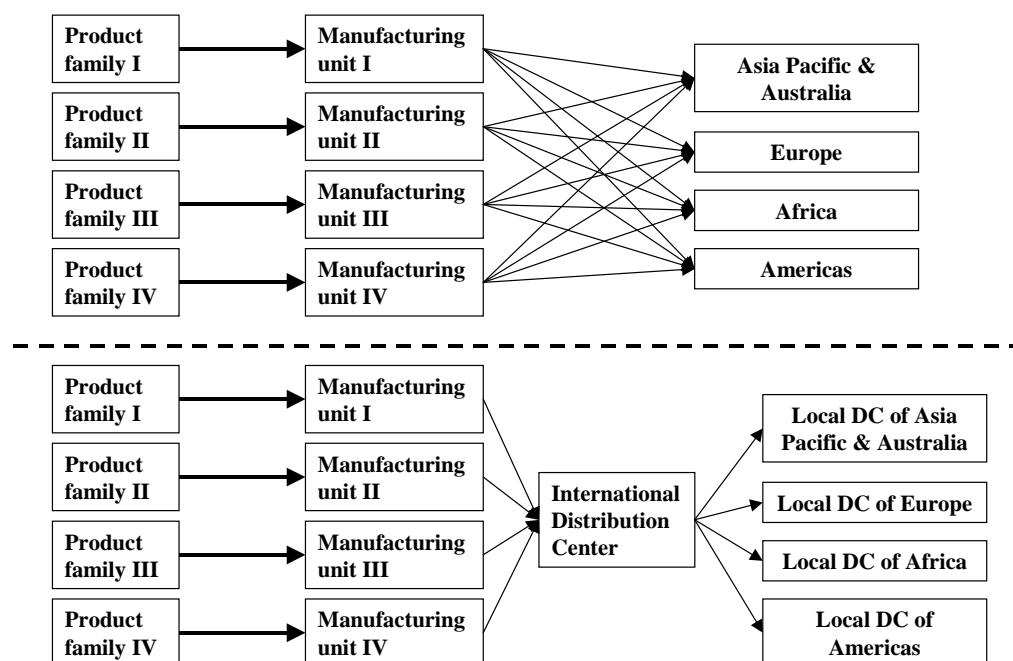 Product
family I
Manufacturing
unit I
Asia Pacific &
Australia
Product
family II
Manufacturing
unit II
Europe
Product
family III
Manufacturing
unit III
Africa
Product
family IV
Manufacturing
unit IV
Americas
Product
family I
Manufacturing
unit I
Local DC of Asia
Pacific & Australia
Product
family II
Manufacturing
unit II
International
Distribution
Center
Local DC of Europe
Product
family III
Manufacturing
unit III
Local DC of Africa
Product
family IV
Manufacturing
unit IV
Local DC of
Americas